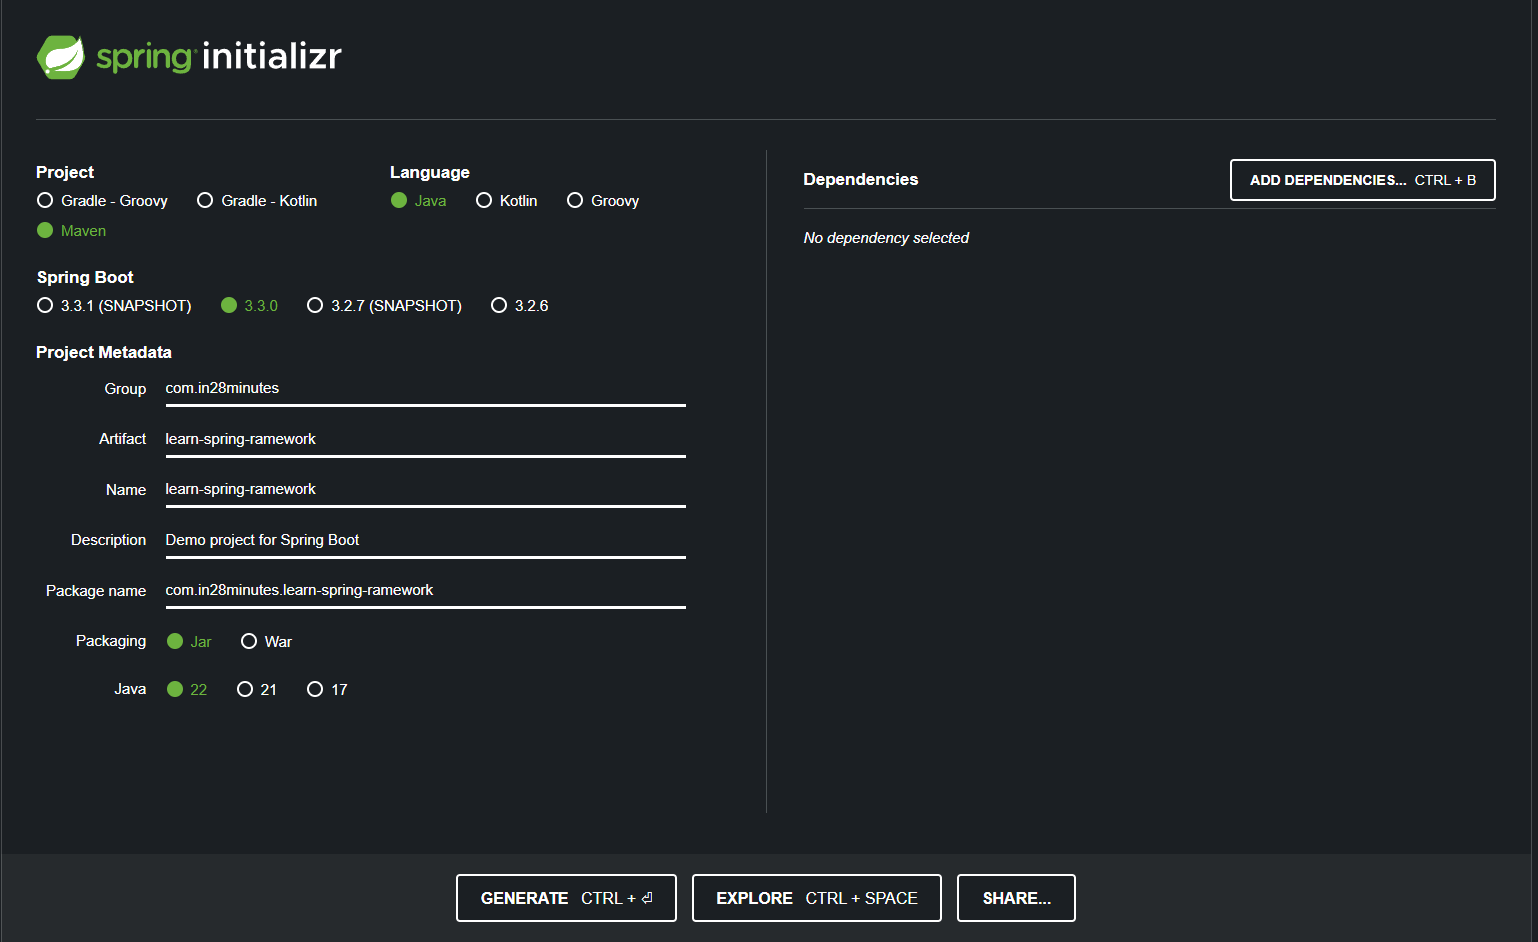 spring initializr
Project
Gradle - Groovy Gradle - Kotlin
Maven
Language
Java Kotlin Groovy
Spring Boot
3.3.1 (SNAPSHOT) 3.3.0 3.2.7 (SNAPSHOT) 3.2.6
Project Metadata
Group com.in28minutes
Artifact learn-spring-ramework
Name learn-spring-ramework
Description Demo project for Spring Boot
Package name com.in28minutes.learn-spring-ramework
Packaging Jar War
Java 22 21 17
Dependencies ADD DEPENDENCIES... CTRL + B
No dependency selected
GENERATE CTRL + ⏎ EXPLORE CTRL + SPACE SHARE...